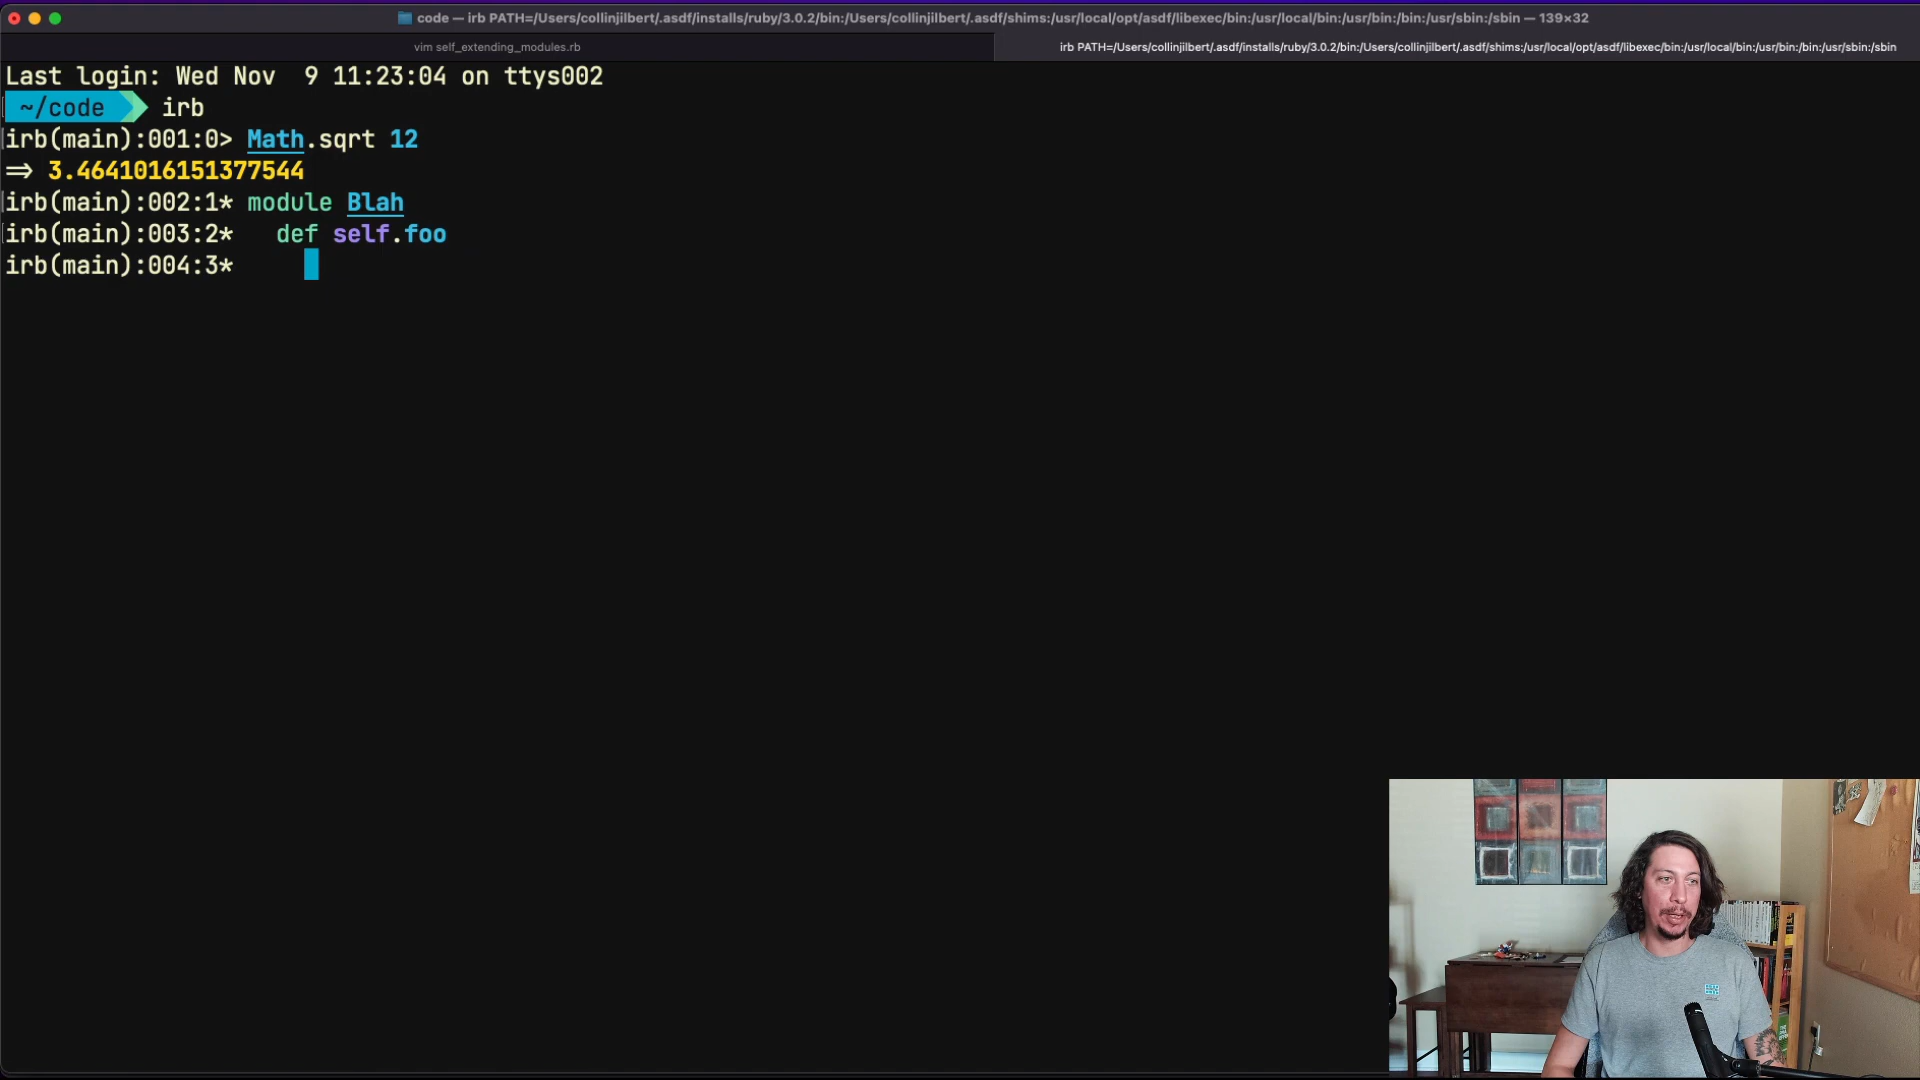 code — irb PATH=/Users/collinjilbert/.asdf/installs/ruby/3.0.2/bin:/Users/collinjilbert/.asdf/shims:/usr/local/opt/asdf/libexec/bin:/usr/local/bin:/usr/bin:/bin:/usr/sbin:/sbin — 139×32
vim self_extending_modules.rb
irb PATH=/Users/collinjilbert/.asdf/installs/ruby/3.0.2/bin:/Users/collinjilbert/.asdf/shims:/usr/local/opt/asdf/libexec/bin:/usr/local/bin:/usr/bin:/bin:/usr/sbin:/sbin
Last login: Wed Nov  9 11:23:04 on ttys002
~/code irb
irb(main):001:0> Math.sqrt 12
=> 3.4641016151377544
irb(main):002:1* module Blah
irb(main):003:2*   def self.foo
irb(main):004:3*